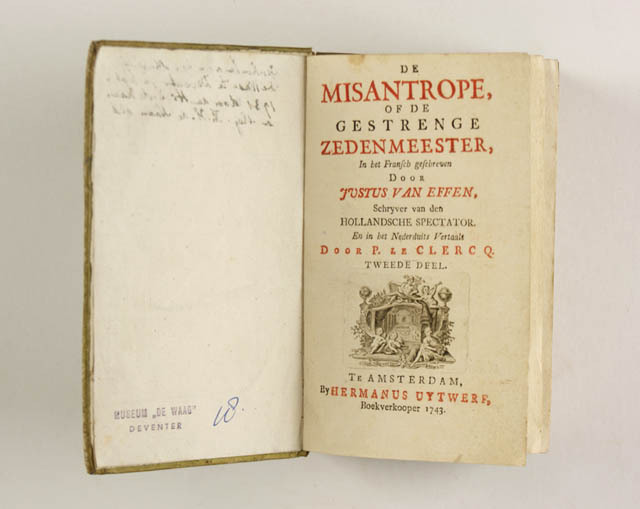 MUSEUM „DE WAAG"
DEVENTER
DE
MISANTROPE,
OF DE
GESTRENGE
ZEDENMEESTER,
In het Fransch geschreven
DOOR
JUSTUS VAN EFFEN,
Schryver van den
HOLLANDSCHE SPECTATOR.
En in het Nederduits Vertaalt
DOOR P. LE CLERCQ.
TWEEDE DEEL.
TE AMSTERDAM,
By HERMANUS UYTWERF,
Boekverkooper 1743.